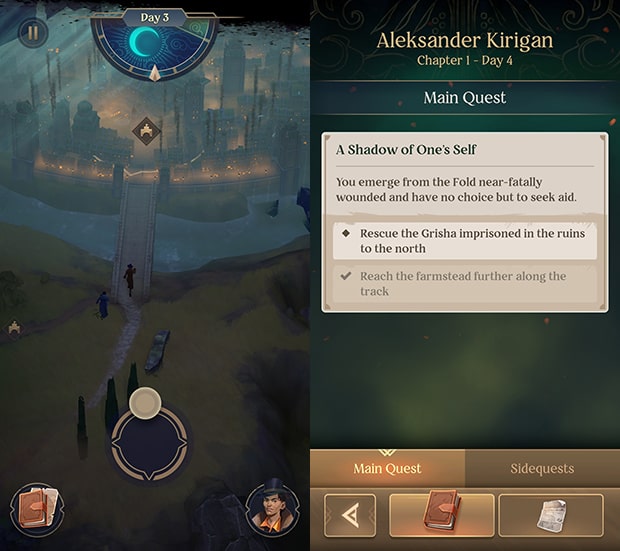 Day 3
Aleksander Kirigan
Chapter 1 - Day 4
Main Quest
A Shadow of One's Self
You emerge from the Fold near-fatally
wounded and have no choice but to seek aid.
Rescue the Grisha imprisoned in the ruins
to the north
Reach the farmstead further along the
track
Main Quest
Sidequests